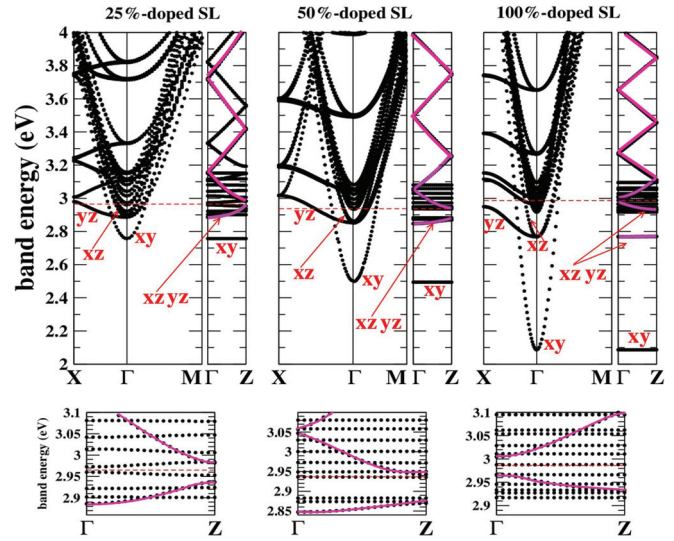 25%-doped SL 50%-doped SL 100%-doped SL
band energy (eV)
4
3.8
3.6
3.4
3.2
3
2.8
2.6
2.4
2.2
2
yz xz xy xz yz xy
xz xy xz yz xy
yz xz xz yz xy xy
X Γ M Γ Z X Γ M Γ Z X Γ M Γ Z
band energy (eV)
3.1
3.05
3
2.95
2.9
Γ Z
3.05
3
2.95
2.9
2.85
Γ Z
3.1
3.05
3
2.95
2.9
Γ Z